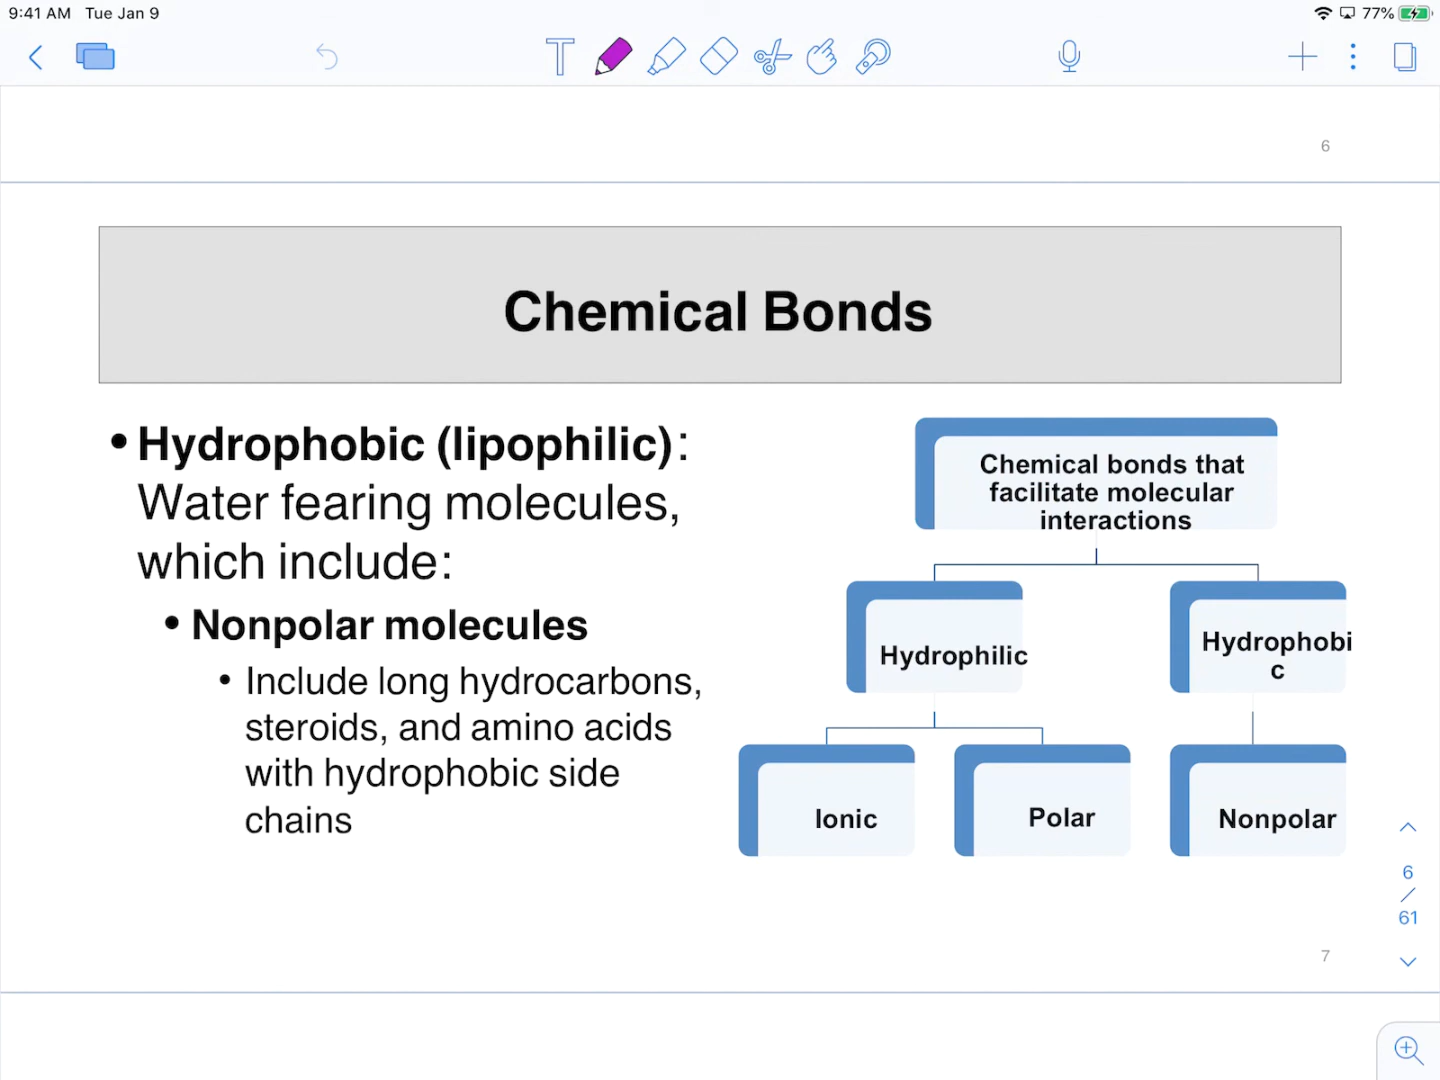 9:41 AM Tue Jan 9
77%
6
Chemical Bonds
• Hydrophobic (lipophilic):
Water fearing molecules,
which include:
• Nonpolar molecules
• Include long hydrocarbons,
steroids, and amino acids
with hydrophobic side
chains
Chemical bonds that
facilitate molecular
interactions
Hydrophilic
Hydrophobi
c
Ionic
Polar
Nonpolar
6
/
61
7